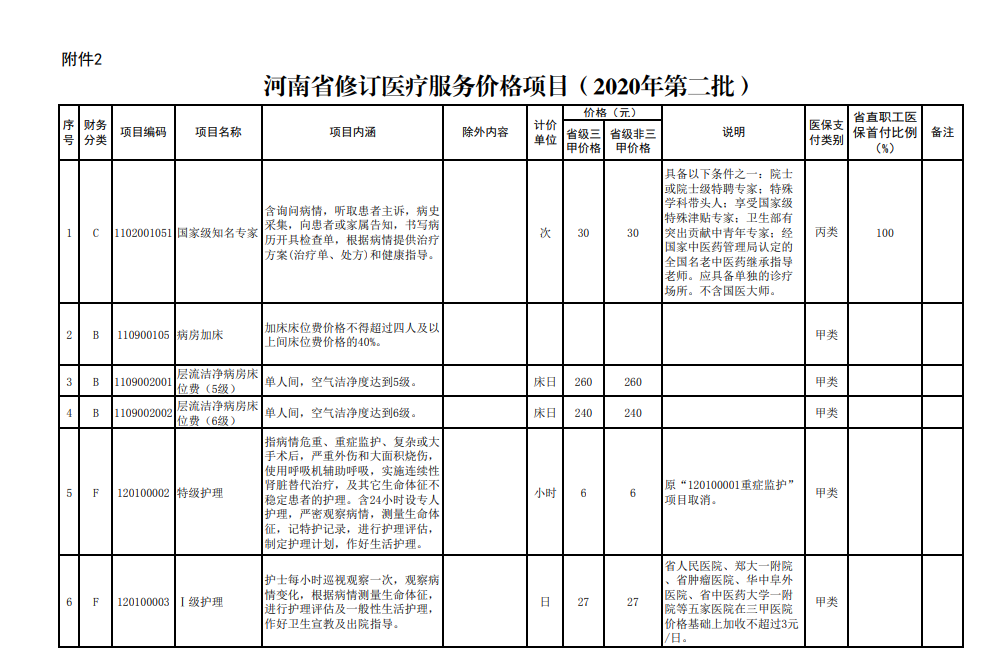 附件2
河南省修订医疗服务价格项目（2020年第二批）
序号 财务分类 项目编码 项目名称 项目内涵 除外内容 计价单位 价格（元） 说明 医保支付类别 省直职工医保首付比例（%） 备注
省级三甲价格 省级非三甲价格
1 C 1102001051 国家级知名专家
含询问病情，听取患者主诉，病史
采集，向患者或家属告知，书写病
历开具检查单，根据病情提供治疗
方案(治疗单、处方)和健康指导。
次 30 30
具备以下条件之一：院士
或院士级特聘专家；特殊
学科带头人；享受国家级
特殊津贴专家；卫生部有
突出贡献中青年专家；经
国家中医药管理局认定的
全国名老中医药继承指导
老师。应具备单独的诊疗
场所。不含国医大师。
丙类 100
2 B 110900105 病房加床
加床床位费价格不得超过四人及以
上间床位费价格的40%。
甲类
3 B 1109002001
层流洁净病房床
位费（5级）
单人间，空气洁净度达到5级。 床日 260 260 甲类
4 B 1109002002
层流洁净病房床
位费（6级）
单人间，空气洁净度达到6级。 床日 240 240 甲类
5 F 120100002 特级护理
指病情危重、重症监护、复杂或大
手术后，严重外伤和大面积烧伤，
使用呼吸机辅助呼吸，实施连续性
肾脏替代治疗，及其它生命体征不
稳定患者的护理。含24小时设专人
护理，严密观察病情，测量生命体
征，记特护记录，进行护理评估，
制定护理计划，作好生活护理。
小时 6 6
原“120100001重症监护”
项目取消。
甲类
6 F 120100003 Ⅰ级护理
护士每小时巡视观察一次，观察病
情变化，根据病情测量生命体征，
进行护理评估及一般性生活护理，
作好卫生宣教及出院指导。
日 27 27
省人民医院、郑大一附院
、省肿瘤医院、华中阜外
医院、省中医药大学一附
院等五家医院在三甲医院
价格基础上加收不超过3元
/日。
甲类